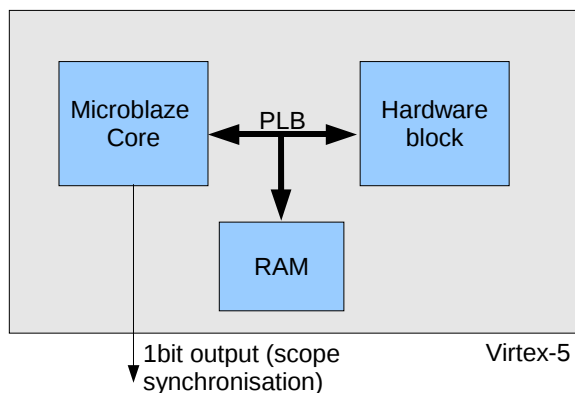 Microblaze
Core
PLB
Hardware
block
RAM
1bit output (scope
synchronisation)
Virtex-5